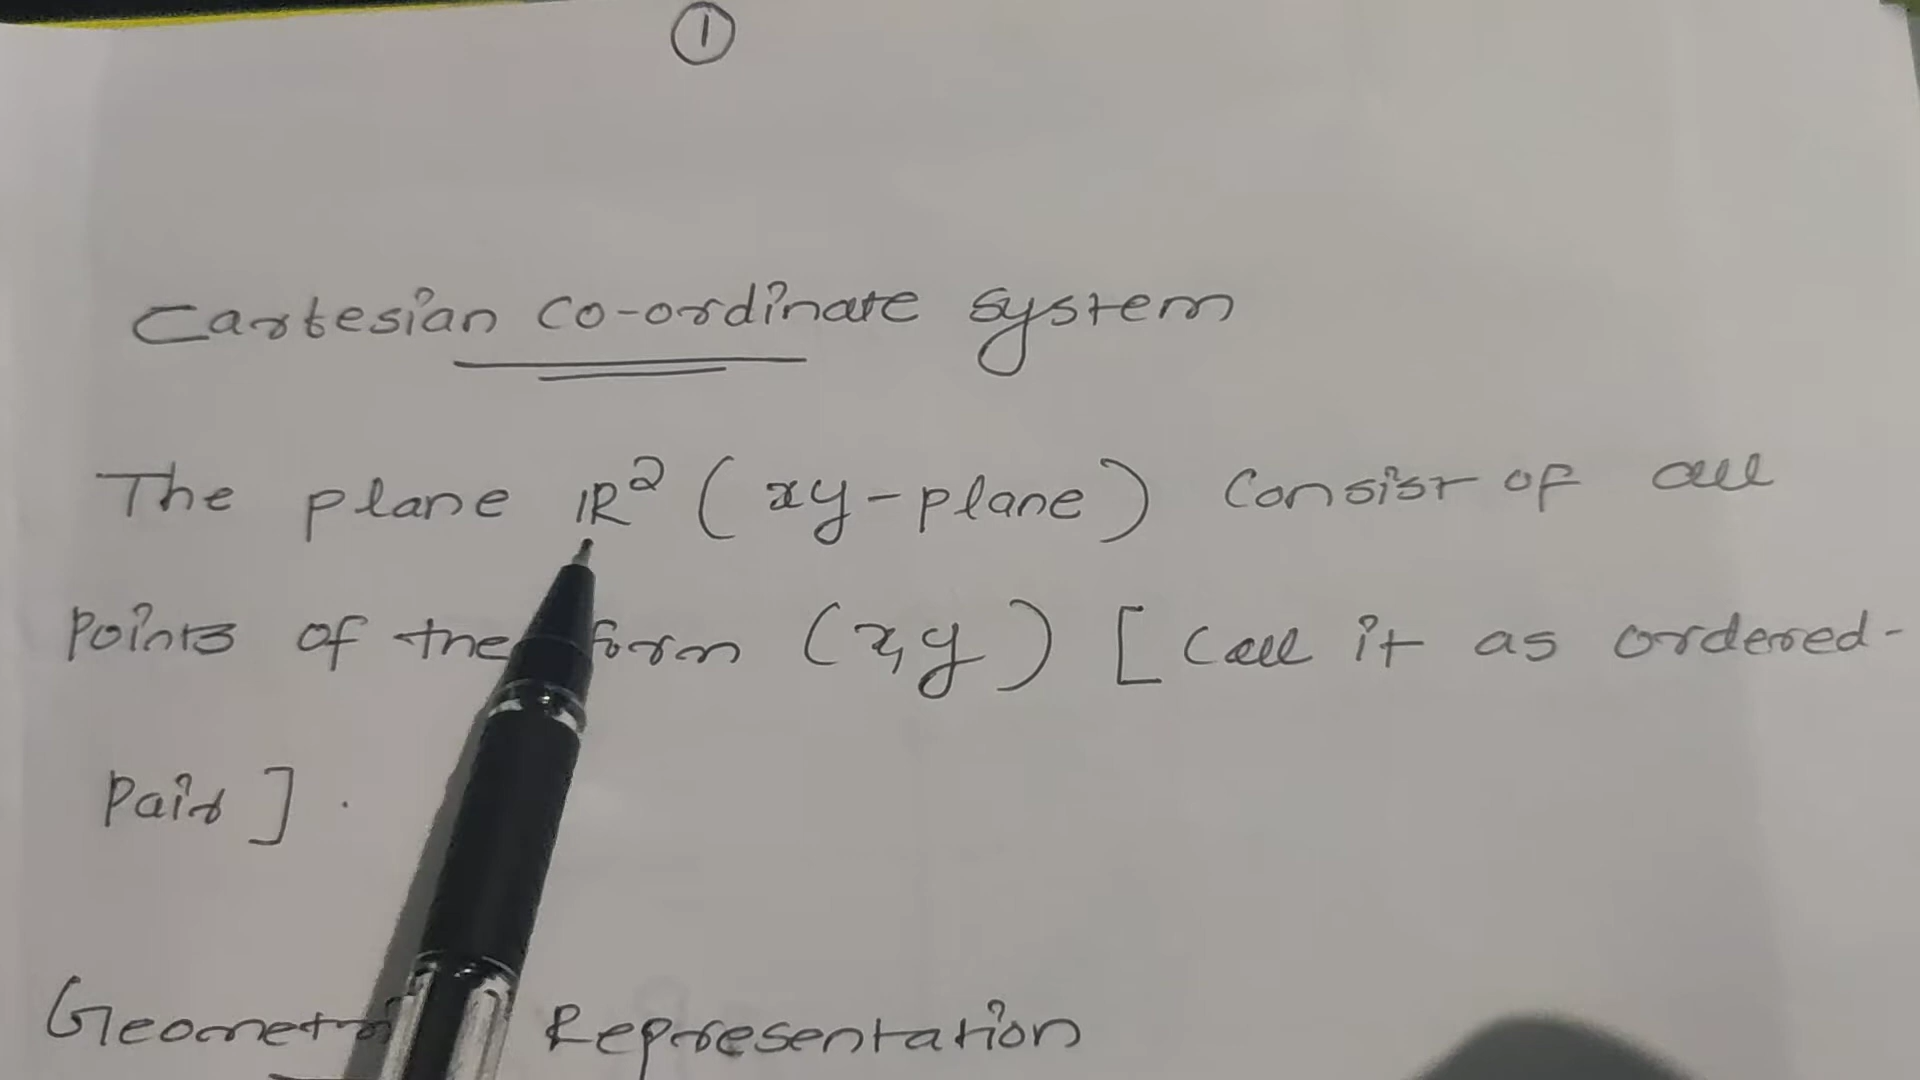 1
Cartesian co-ordinate system
The plane ℝ² (xy-plane) Consist of all
Points of the form (x,y) [Call it as ordered-
Pair].
Representation